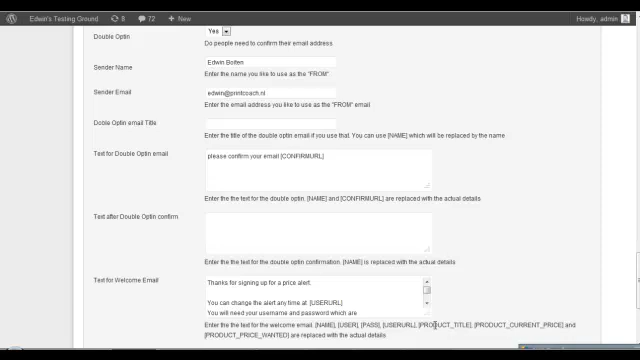 Edwin's Testing Ground
8
72
+ New
Howdy, admin
Double Optin
Yes
Do people need to confirm their email address
Sender Name
Edwin Boiten
Enter the name you like to use as the "FROM"
Sender Email
edwin@printcoach.nl
Enter the email address you like to use as the "FROM" email
Doble Optin email Title
Enter the title of the double optin email if you use that. You can use [NAME] which will be replaced by the name
Text for Double Optin email
please confirm your email [CONFIRMURL]
Enter the the text for the double optin, [NAME] and [CONFIRMURL] are replaced with the actual details
Text after Double Optin confirm
Enter the the text for the double optin confirmation. [NAME] is replaced with the actual details
Text for Welcome Email
Thanks for signing up for a price alert.
You can change the alert any time at [USERURL]
You will need your username and password which are
Enter the the text for the welcome email. [NAME], [USER], [PASS], [USERURL], [PRODUCT_TITLE], [PRODUCT_CURRENT_PRICE] and
[PRODUCT_PRICE_WANTED] are replaced with the actual details.